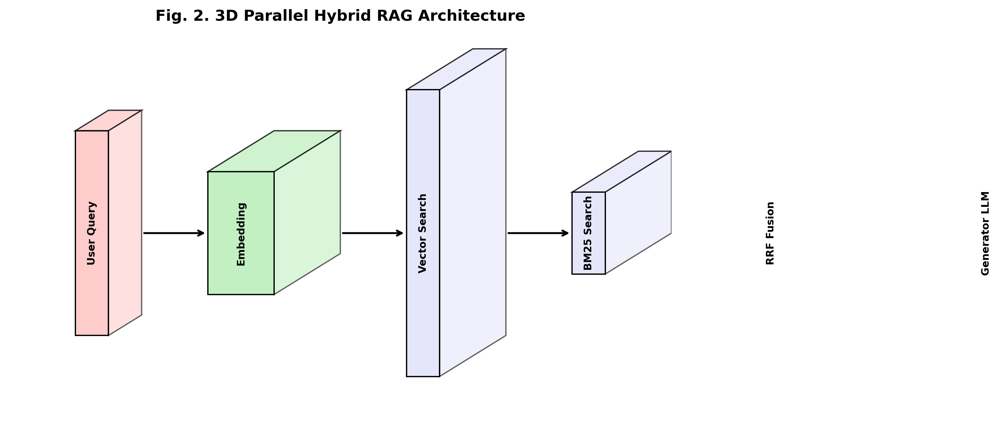 Fig. 2. 3D Parallel Hybrid RAG Architecture
User Query
Embedding
Vector Search
BM25 Search
RRF Fusion
Generator LLM